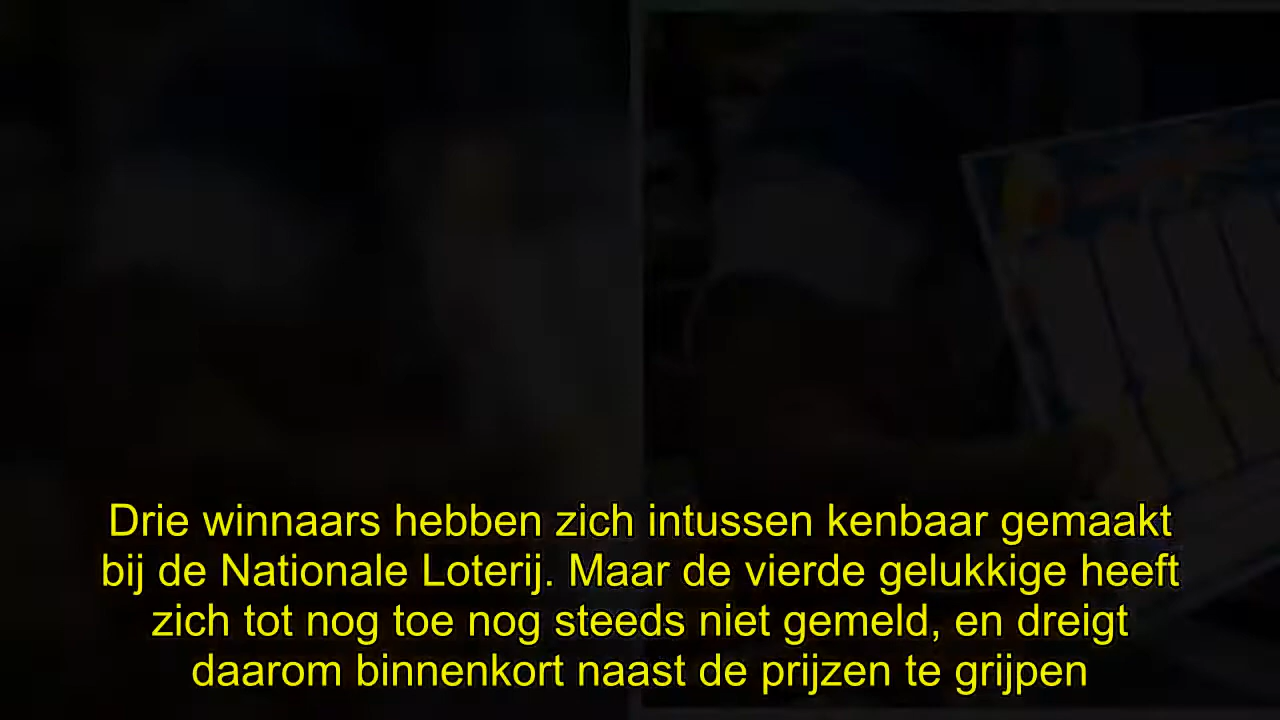 Drie winnaars hebben zich intussen kenbaar gemaakt
bij de Nationale Loterij. Maar de vierde gelukkige heeft
zich tot nog toe nog steeds niet gemeld, en dreigt
daarom binnenkort naast de prijzen te grijpen